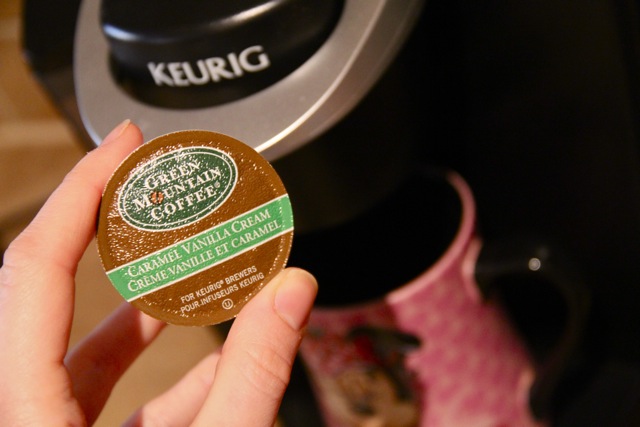 KEURIG
GREEN
MOUNTAIN
COFFEE®
CARAMEL VANILLA CREAM
CRÈME VANILLE ET CARAMEL
FOR KEURIG® BREWERS
POUR INFUSEURS KEURIG